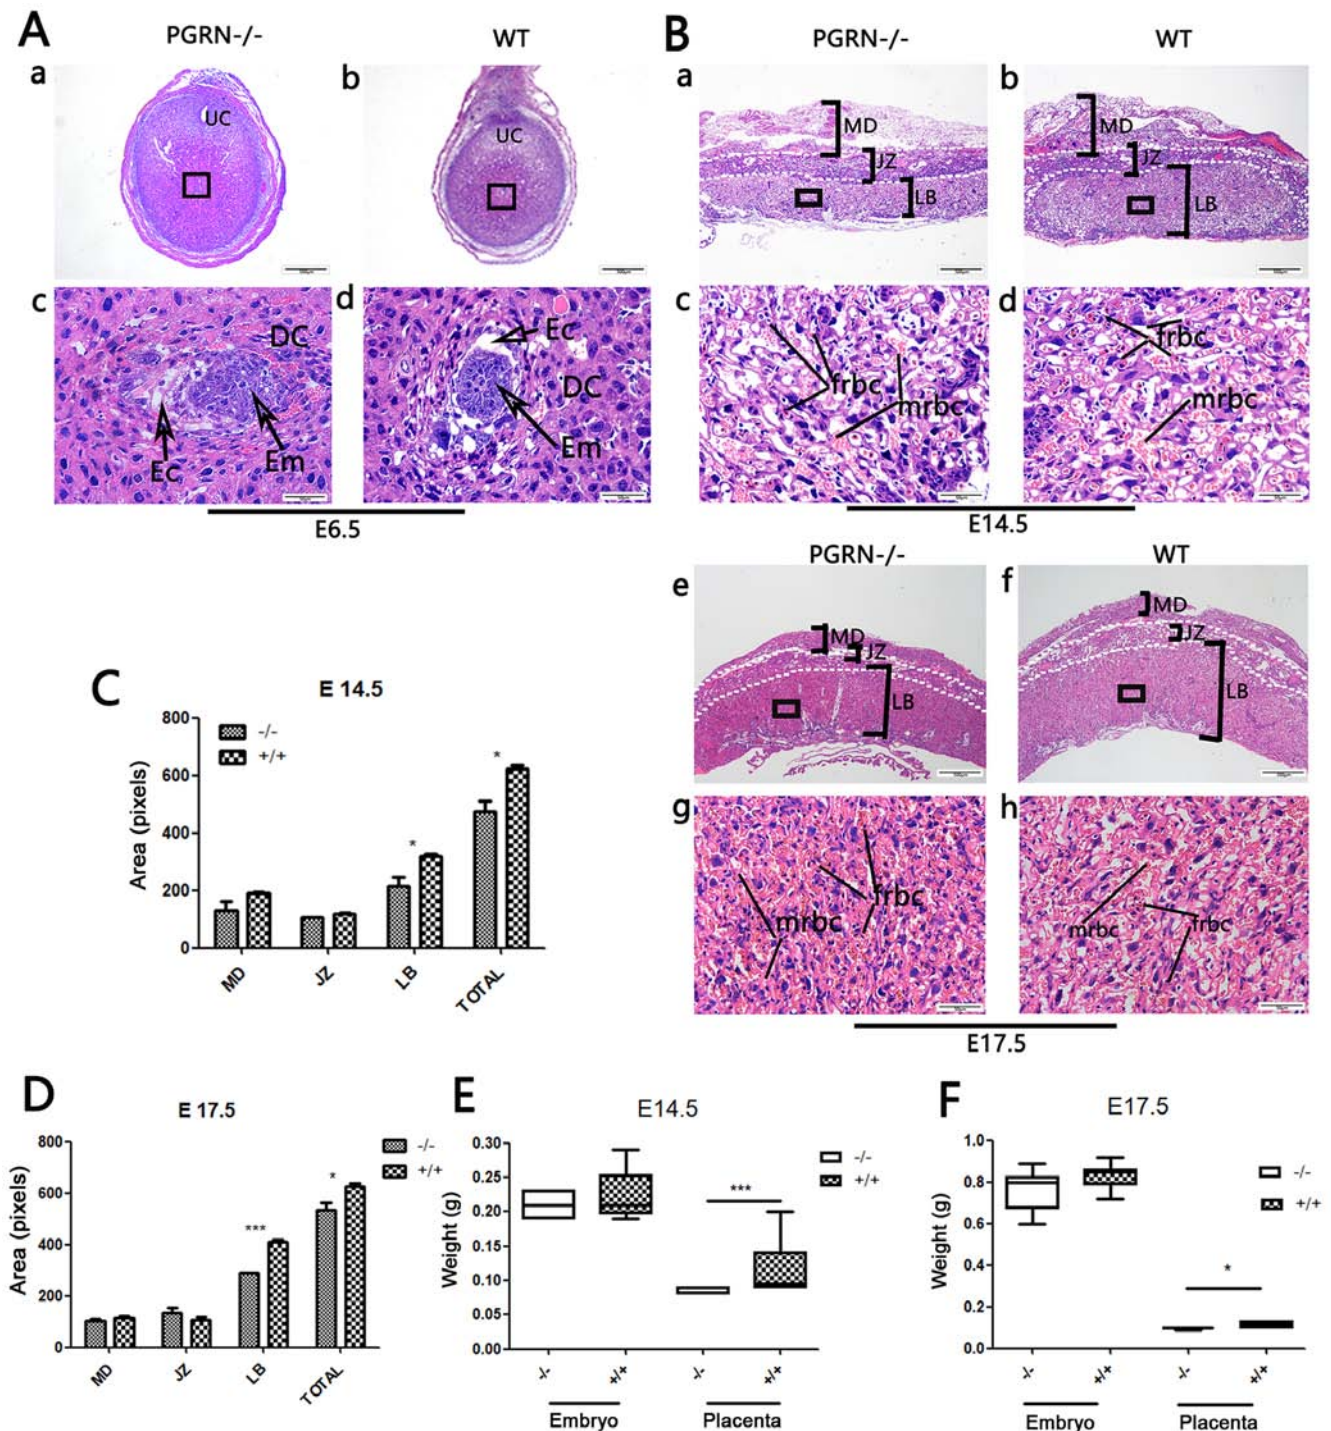 A
PGRN-/-
WT
a
UC
b
UC
c
DC
Ec
Em
d
Ec
DC
Em
E6.5
B
PGRN-/-
WT
a
MD
JZ
LB
b
MD
JZ
LB
c
frbc
mrbc
d
frbc
mrbc
E14.5
PGRN-/-
WT
e
MD
JZ
LB
f
MD
JZ
LB
g
frbc
mrbc
h
mrbc
frbc
E17.5
C
E 14.5
Area (pixels)
800
600
400
200
0
-/-
+/+
*
*
MD
JZ
LB
TOTAL
D
E 17.5
Area (pixels)
800
600
400
200
0
-/-
+/+
***
*
MD
JZ
LB
TOTAL
E
E14.5
Weight (g)
0.30
0.25
0.20
0.15
0.10
0.05
0.00
***
-/-
+/+
-/-
+/+
-/-
+/+
Embryo
Placenta
F
E17.5
Weight (g)
1.0
0.8
0.6
0.4
0.2
0.0
*
-/-
+/+
-/-
+/+
-/-
+/+
Embryo
Placenta